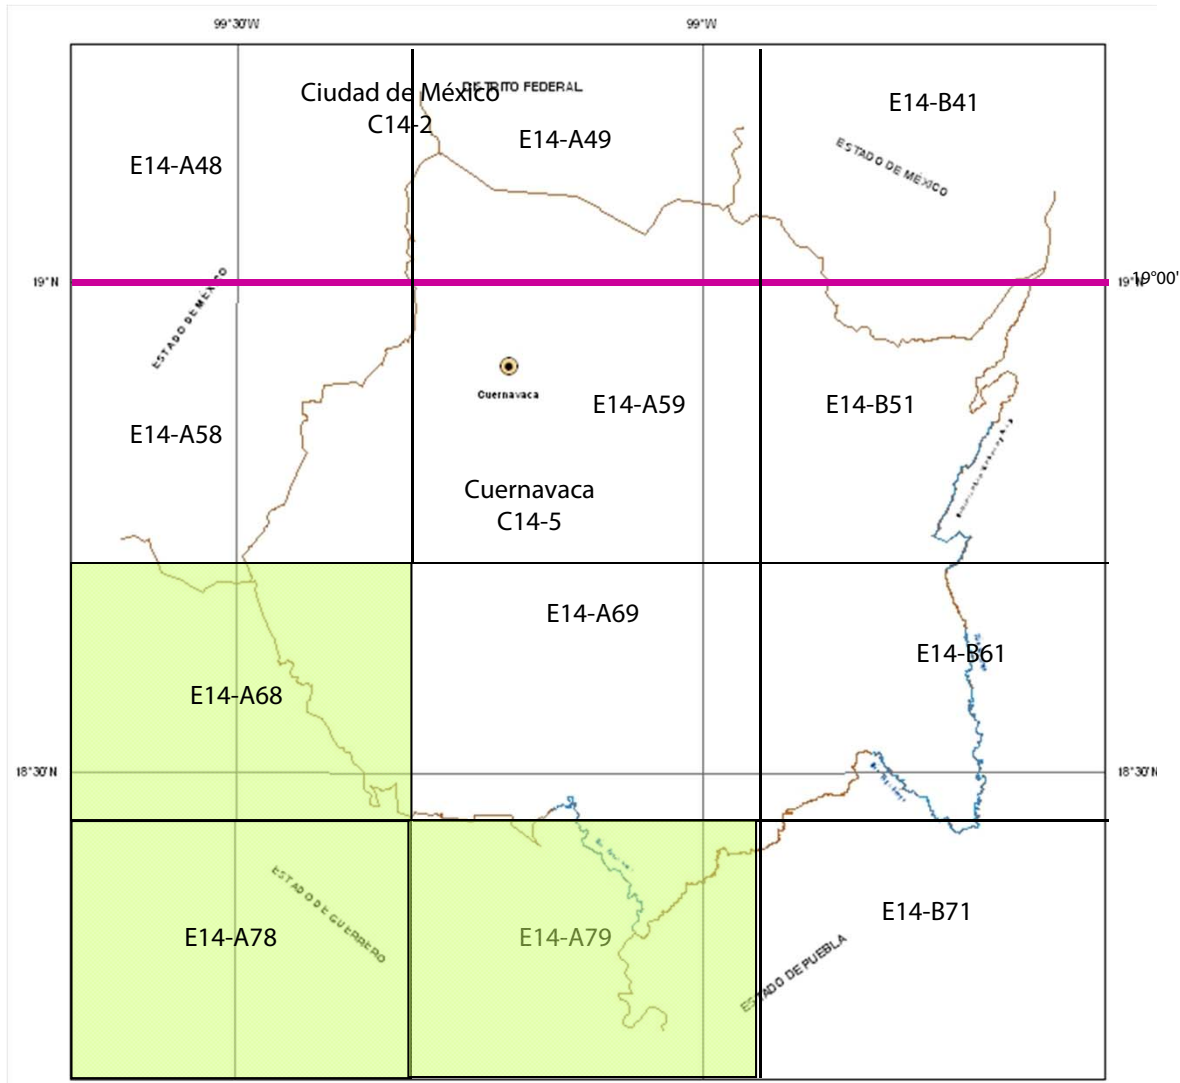 99°30'W
99°W
Ciudad de México
C14-2
DISTRITO FEDERAL
E14-A48
E14-A49
E14-B41
ESTADO DE MÉXICO
19°N
19°N
19°00'
ESTADO DE MÉXICO
Cuernavaca
E14-A58
E14-A59
E14-B51
Cuernavaca
C14-5
E14-A69
E14-B61
E14-A68
18°30'N
18°30'N
ESTADO DE GUERRERO
E14-A78
E14-A79
E14-B71
ESTADO DE PUEBLA